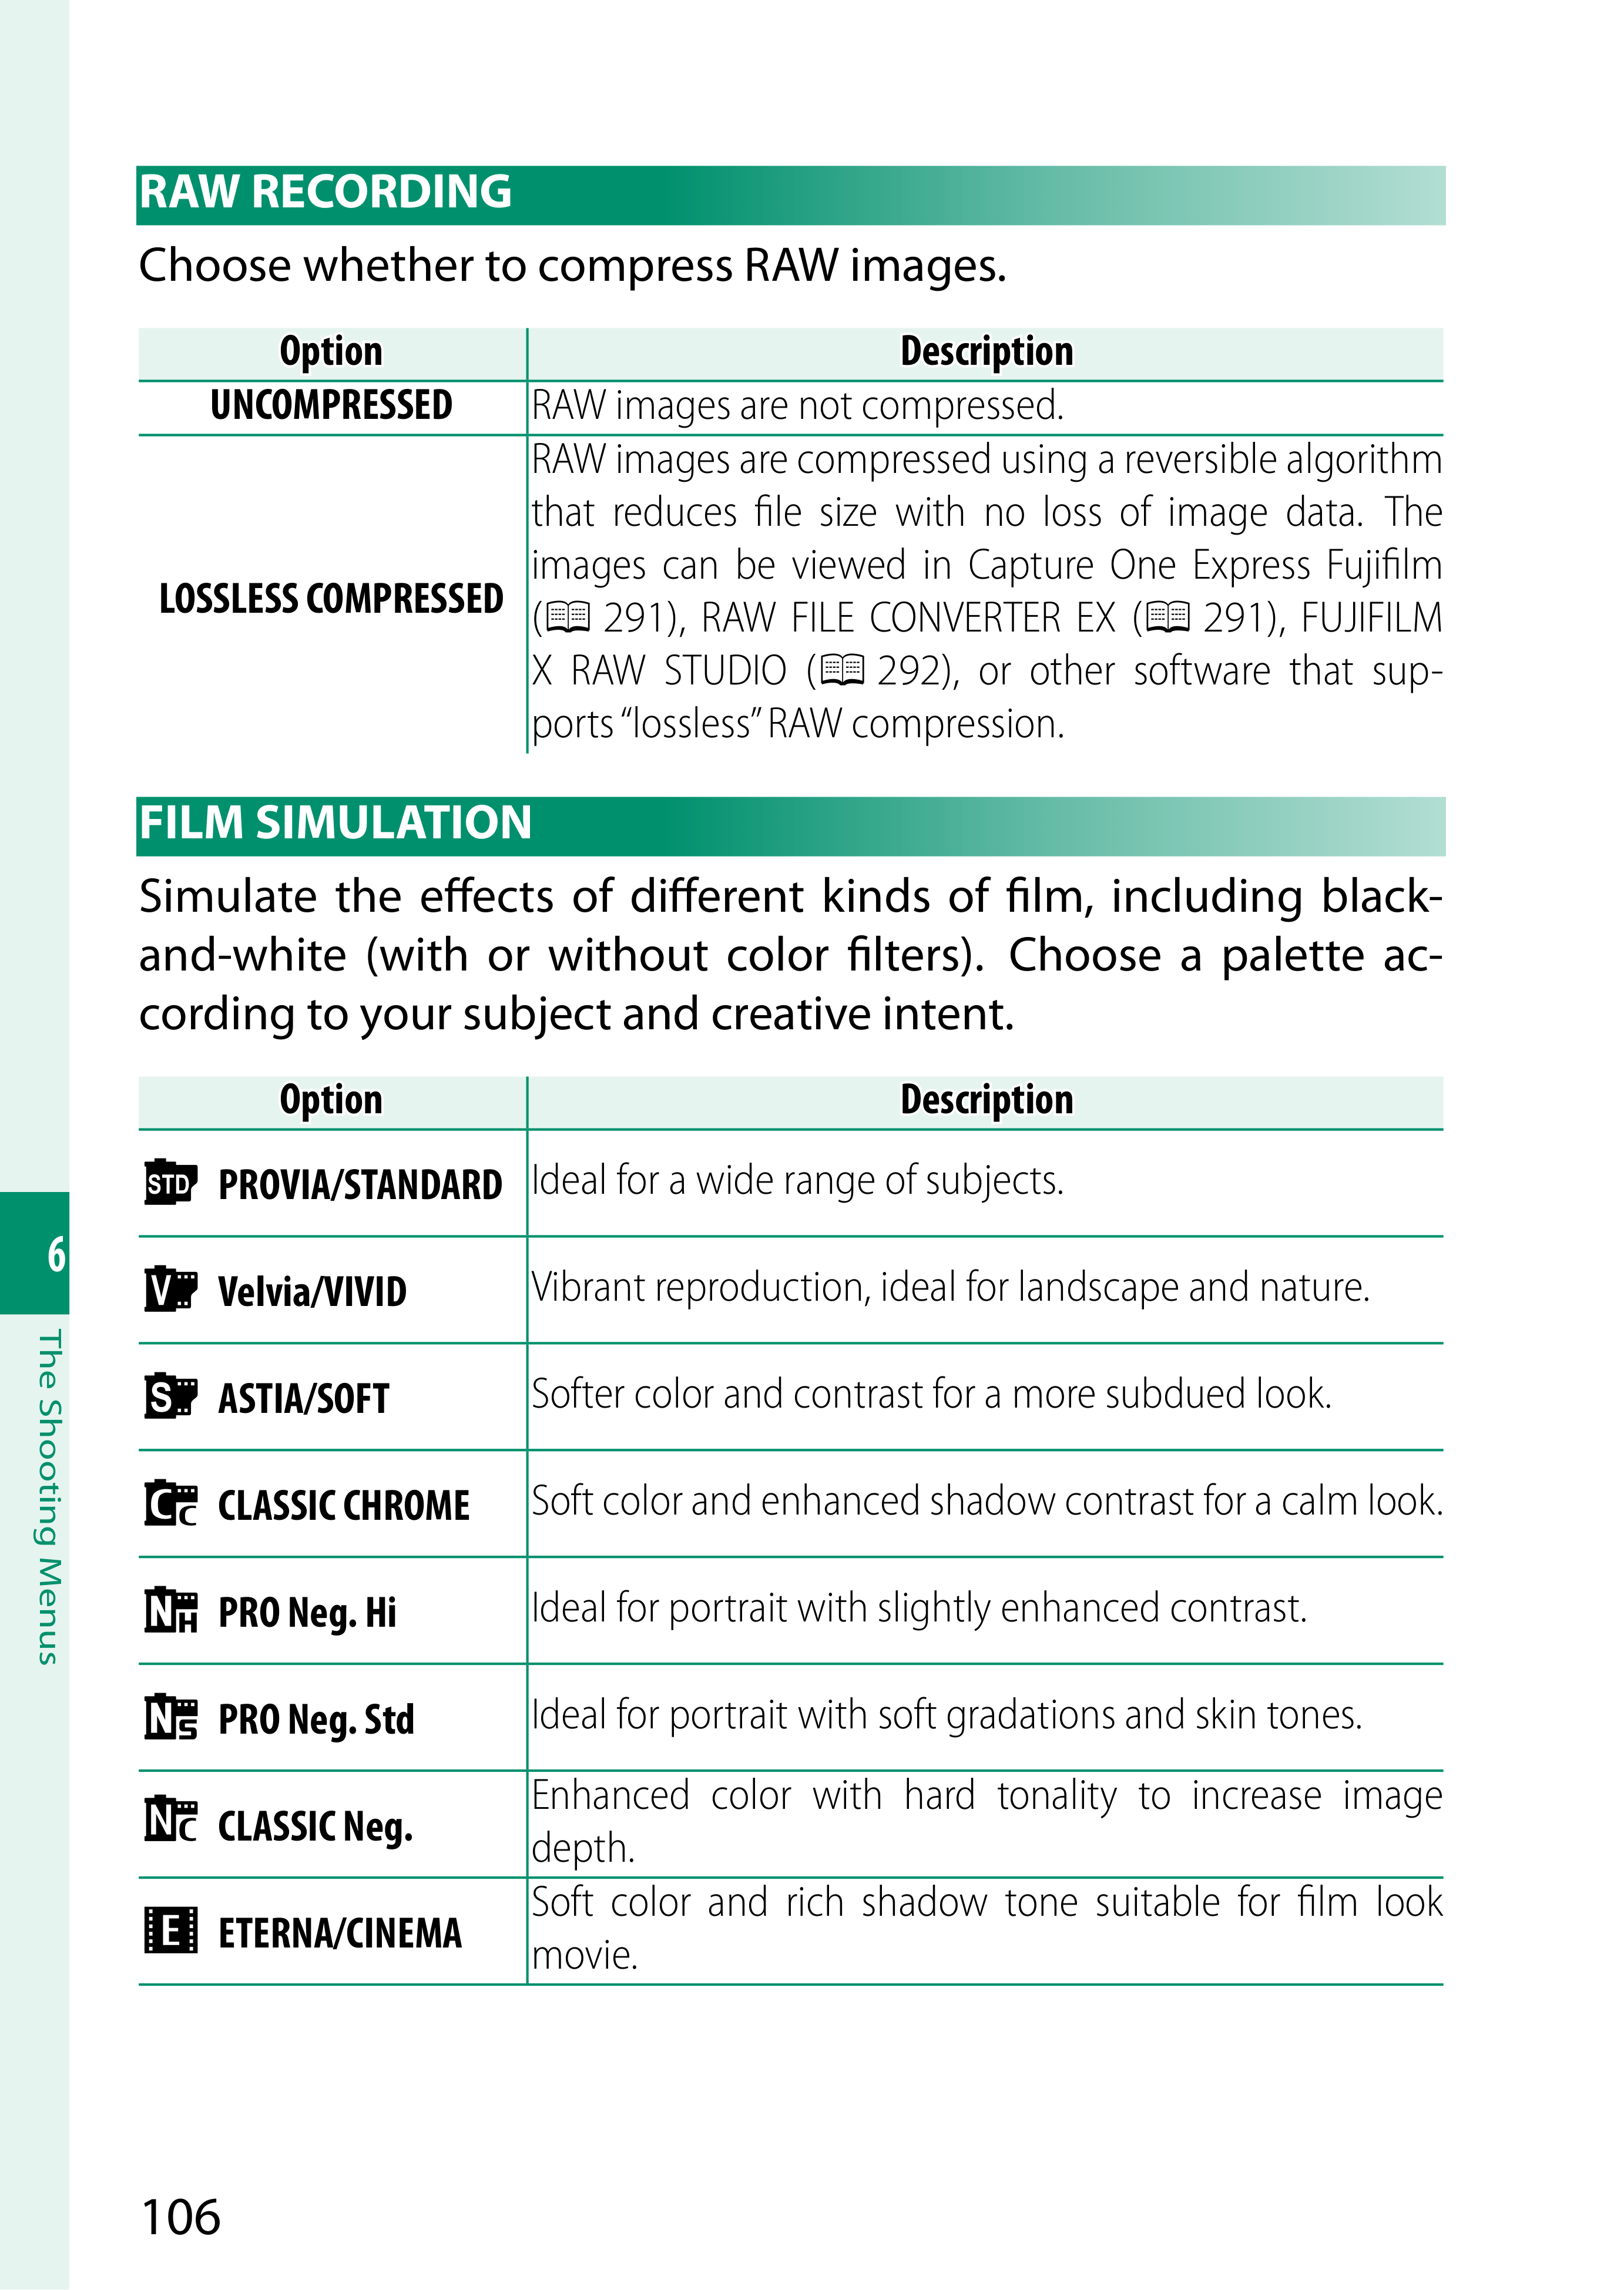 RAW RECORDING
Choose whether to compress RAW images.
Option Description
UNCOMPRESSED RAW images are not compressed.
LOSSLESS COMPRESSED
RAW images are compressed using a reversible algorithm
that reduces file size with no loss of image data. The
images can be viewed in Capture One Express Fujifilm
(291), RAW FILE CONVERTER EX (291), FUJIFILM
X RAW STUDIO (292), or other software that sup-
ports “lossless” RAW compression.
FILM SIMULATION
Simulate the effects of different kinds of film, including black-
and-white (with or without color filters). Choose a palette ac-
cording to your subject and creative intent.
Option Description
STD PROVIA/STANDARD Ideal for a wide range of subjects.
V Velvia/VIVID Vibrant reproduction, ideal for landscape and nature.
S ASTIA/SOFT Softer color and contrast for a more subdued look.
CC CLASSIC CHROME Soft color and enhanced shadow contrast for a calm look.
NH PRO Neg. Hi Ideal for portrait with slightly enhanced contrast.
NS PRO Neg. Std Ideal for portrait with soft gradations and skin tones.
NC CLASSIC Neg.
Enhanced color with hard tonality to increase image
depth.
E ETERNA/CINEMA
Soft color and rich shadow tone suitable for film look
movie.
6
The Shooting Menus
106